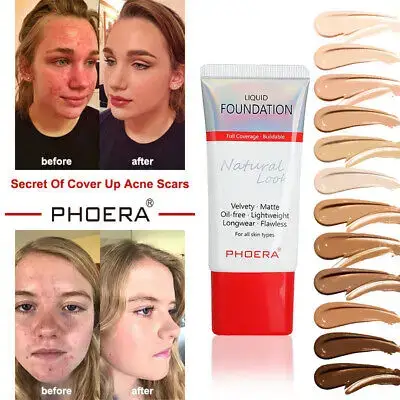 before
after
Secret Of Cover Up Acne Scars
PHOERA®
before
after
LIQUID
FOUNDATION
Full Coverage · Buildable
Natural
Look
Velvety · Matte
Oil-free · Lightweight
Longwear · Flawless
For all skin types
PHOERA